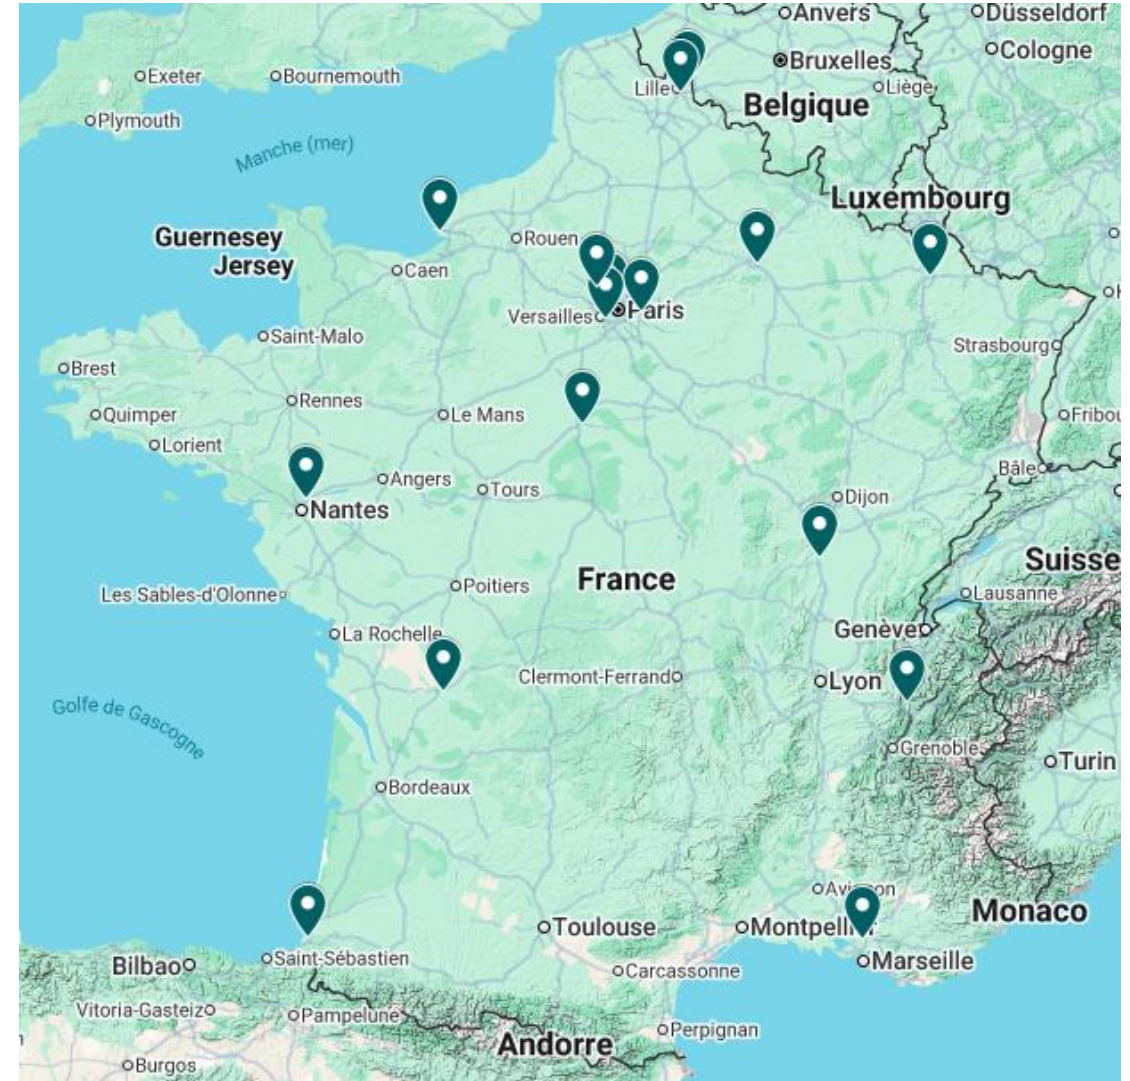 Anvers
Düsseldorf
Exeter
Bournemouth
Bruxelles
Cologne
Lille
Liège
Plymouth
Belgique
Manche (mer)
Luxembourg
Guernesey
Jersey
Rouen
Caen
Versailles
Paris
Saint-Malo
Strasbourg
Brest
Rennes
Le Mans
Quimper
Lorient
Angers
Tours
Bâle
Nantes
Dijon
France
Suisse
Les Sables-d'Olonne
Poitiers
Lausanne
La Rochelle
Genève
Clermont-Ferrand
Lyon
Golfe de Gascogne
Grenoble
Turin
Bordeaux
Monaco
Toulouse
Saint-Sébastien
Marseille
Bilbao
Carcassonne
Vitoria-Gasteiz
Pampelune
Perpignan
Andorre
Burgos